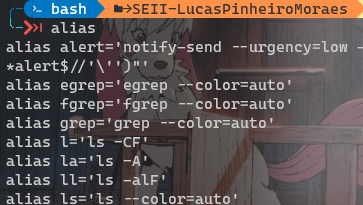 bash SEII-LucasPinheiroMoraes
alias
alias alert='notify-send --urgency=low -
*alert$//'\'')"'
alias egrep='egrep --color=auto'
alias fgrep='fgrep --color=auto'
alias grep='grep --color=auto'
alias l='ls -CF'
alias la='ls -A'
alias ll='ls -alF'
alias ls='ls --color=auto'